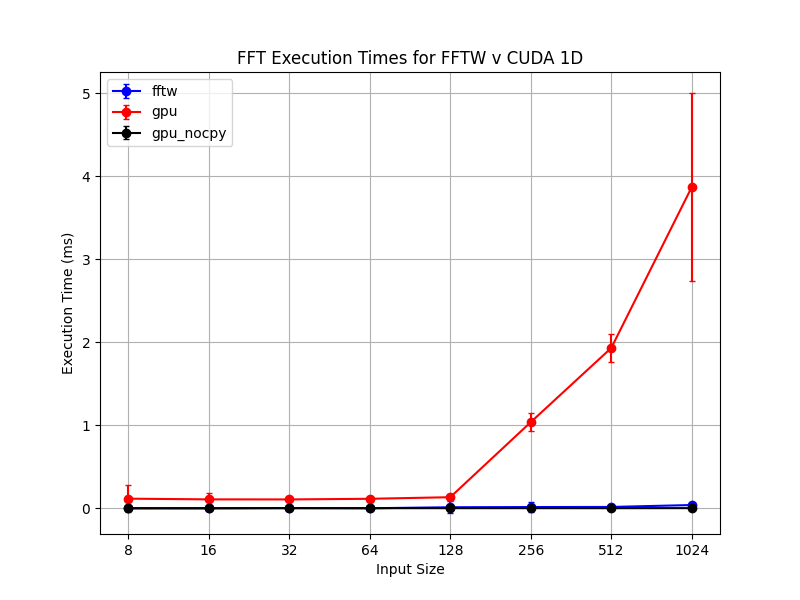 FFT Execution Times for FFTW v CUDA 1D
fftw
gpu
gpu_nocpy
Execution Time (ms)
5
4
3
2
1
0
8 16 32 64 128 256 512 1024
Input Size